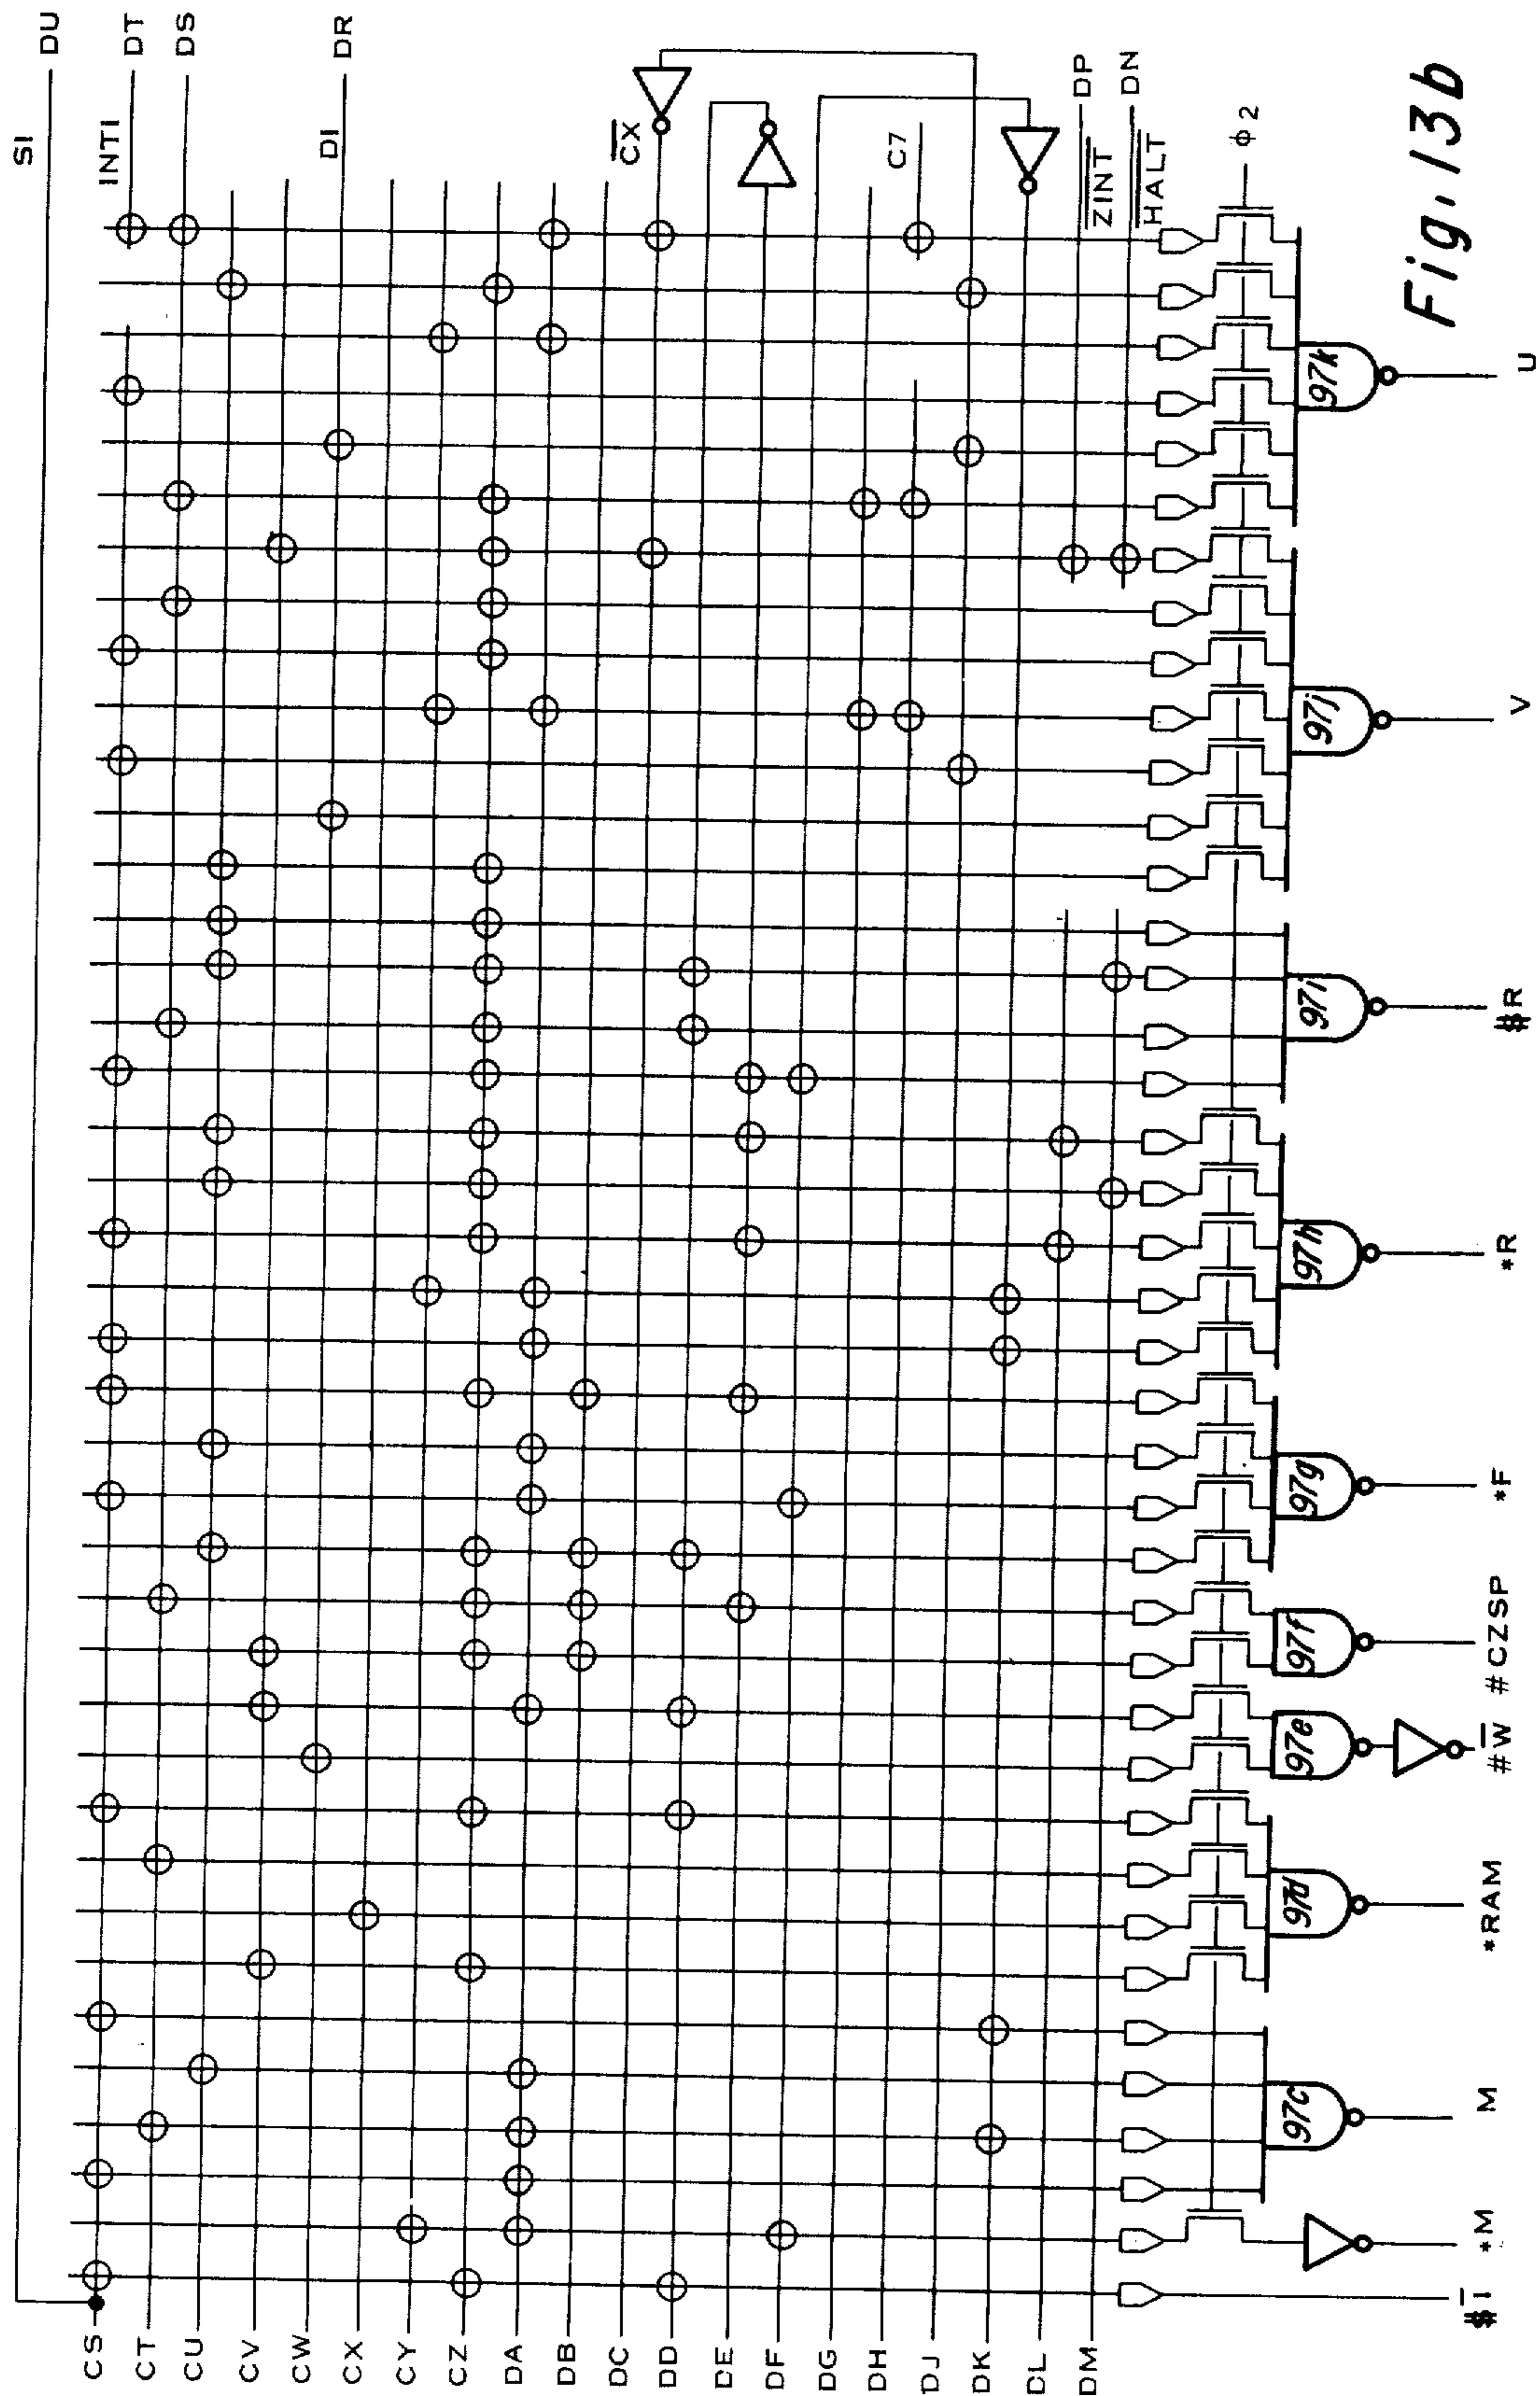 SI
DU
INTI
DT
DS
DI
DR
CX
C7
DP
ZINT
DN
HALT
φ2
CS
CT
CU
CV
CW
CX
CY
CZ
DA
DB
DC
DD
DE
DF
DG
DH
DJ
DK
DL
DM
97c
97d
97e
97f
97g
97h
97i
97j
97k
$1
*M
M
*RAM
#W
#CZSP
*F
*R
$R
V
U
Fig, 13b